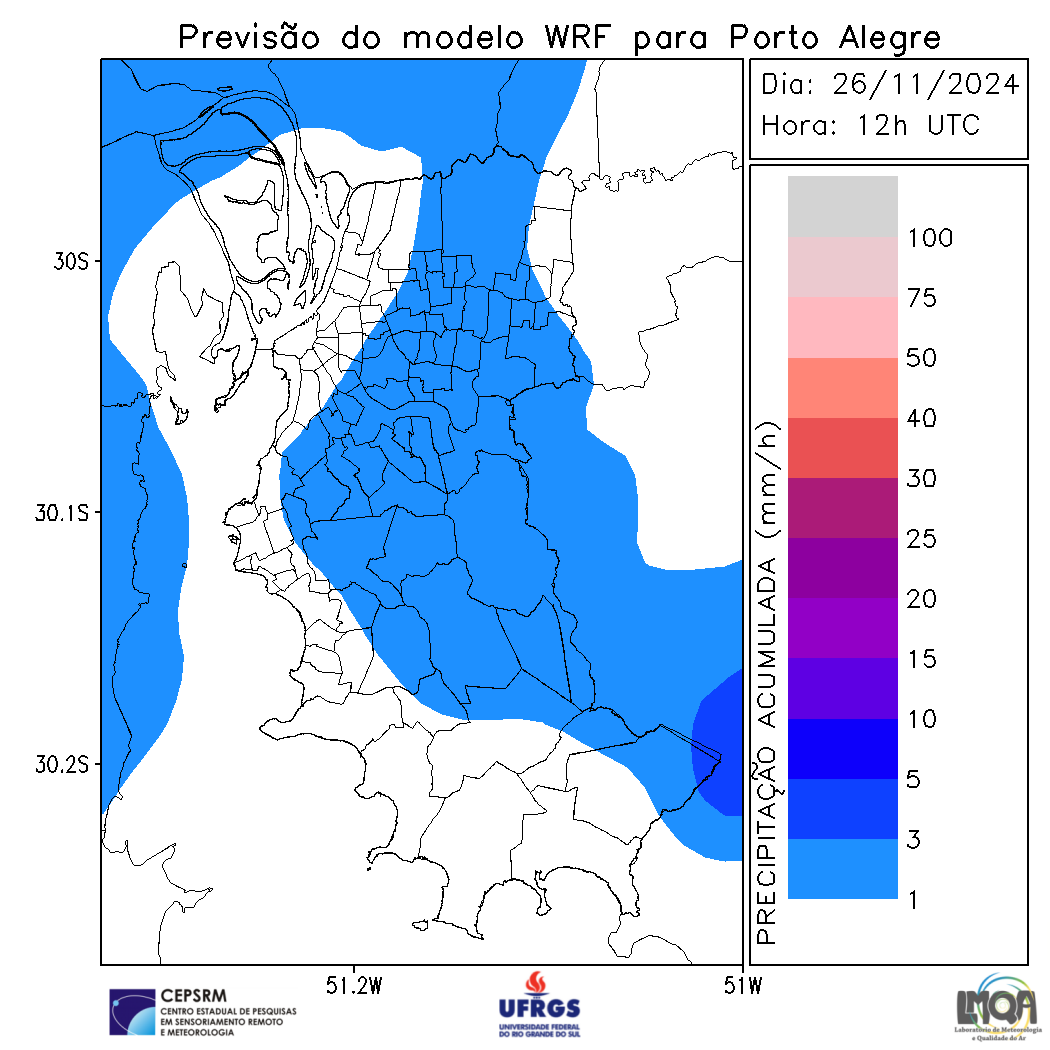 Previsão do modelo WRF para Porto Alegre
Dia: 26/11/2024
Hora: 12h UTC
30S
30.1S
30.2S
51.2W
51W
PRECIPITAÇÃO ACUMULADA (mm/h)
100
75
50
40
30
25
20
15
10
5
3
1
CEPSRM
CENTRO ESTADUAL DE PESQUISAS
EM SENSORIAMENTO REMOTO
E METEOROLOGIA
UFRGS
UNIVERSIDADE FEDERAL
DO RIO GRANDE DO SUL
LMQA
Laboratório de Meteorologia
e Qualidade do Ar